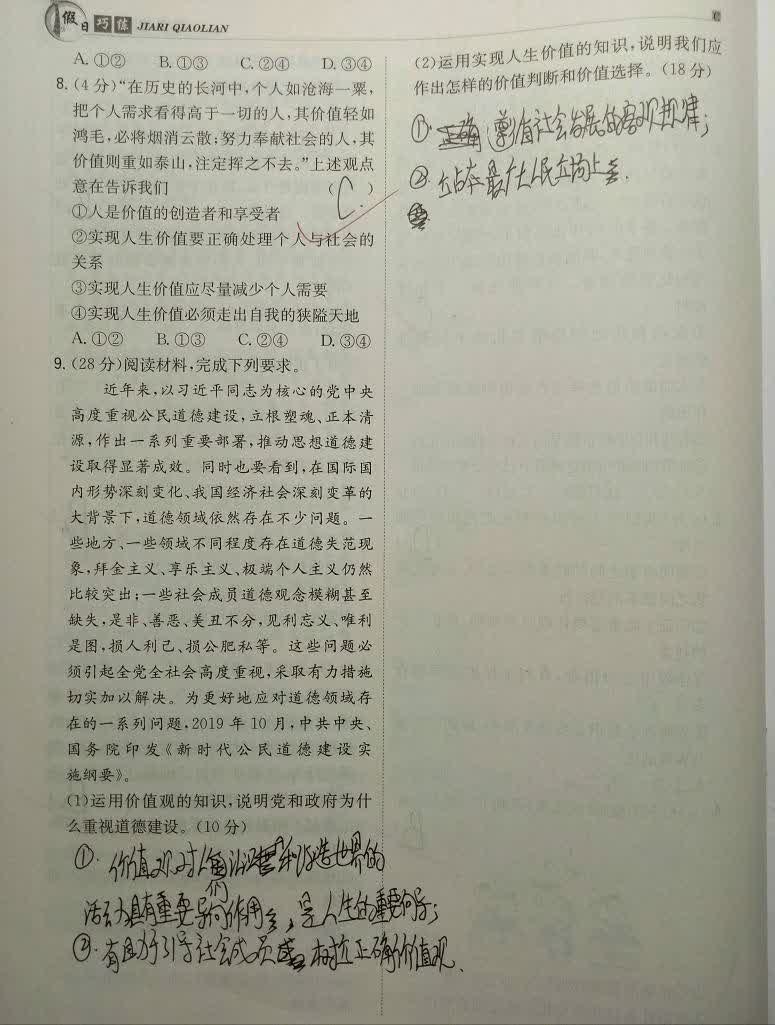 假日巧练 JIARI QIAOLIAN
A. ①② B. ①③ C. ②④ D. ③④
8. (4 分)“在历史的长河中,个人如沧海一粟,
把个人需求看得高于一切的人,其价值轻如
鸿毛,必将烟消云散;努力奉献社会的人,其
价值则重如泰山,注定挥之不去。”上述观点
意在告诉我们 ( C. )
①人是价值的创造者和享受者
②实现人生价值要正确处理个人与社会的
关系
③实现人生价值应尽量减少个人需要
④实现人生价值必须走出自我的狭隘天地
A. ①② B. ①③ C. ②④ D. ③④
9. (28 分)阅读材料,完成下列要求。
近年来,以习近平同志为核心的党中央
高度重视公民道德建设,立根塑魂、正本清
源,作出一系列重要部署,推动思想道德建
设取得显著成效。同时也要看到,在国际国
内形势深刻变化、我国经济社会深刻变革的
大背景下,道德领域依然存在不少问题。一
些地方、一些领域不同程度存在道德失范现
象,拜金主义、享乐主义、极端个人主义仍然
比较突出;一些社会成员道德观念模糊甚至
缺失,是非、善恶、美丑不分,见利忘义、唯利
是图,损人利己、损公肥私等。这些问题必
须引起全党全社会高度重视,采取有力措施
切实加以解决。为更好地应对道德领域存
在的一系列问题,2019 年 10 月,中共中央、
国务院印发《新时代公民道德建设实
施纲要》。
(1)运用价值观的知识,说明党和政府为什
么重视道德建设。(10 分)
①. 价值观对人们认识世界和改造世界的
活动具有重要导向作用,是人生的重要向导;
②. 有助于引导社会成员树立正确价值观.
(2)运用实现人生价值的知识,说明我们应
作出怎样的价值判断和价值选择。(18 分)
①. 遵循社会发展的客观规律;
②. 站在最广大人民立场上.